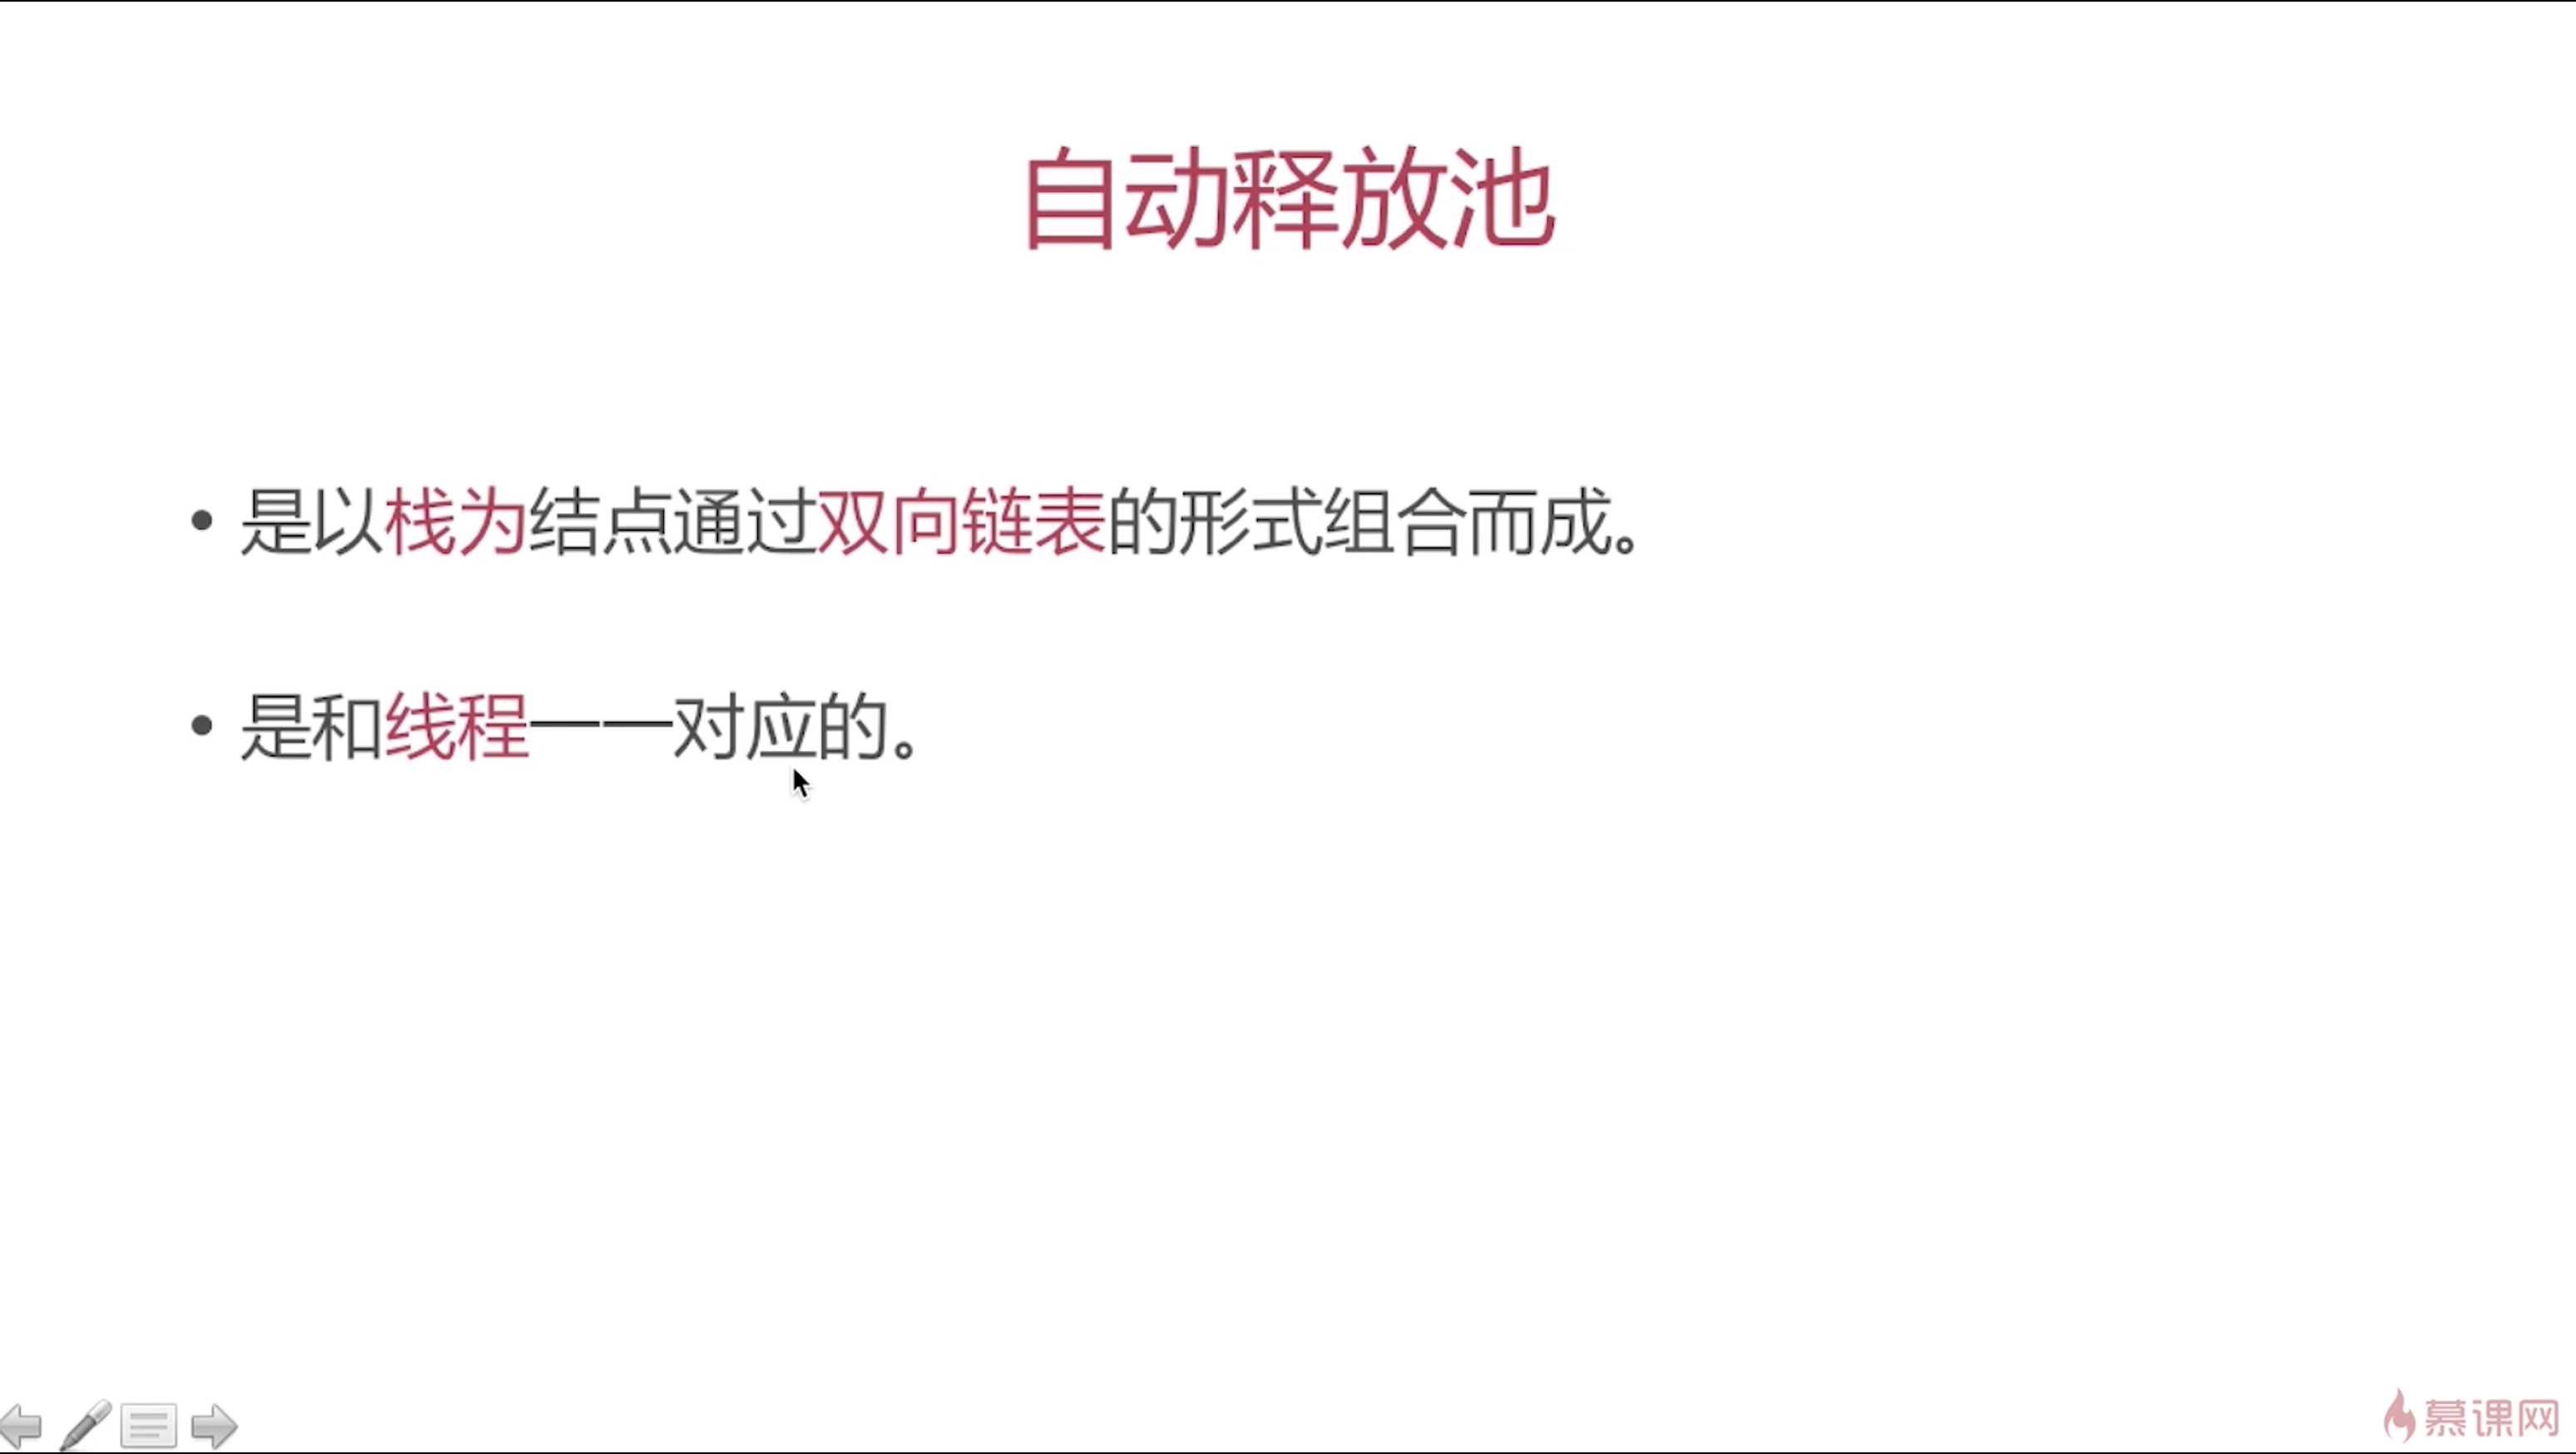 自动释放池
• 是以栈为结点通过双向链表的形式组合而成。
• 是和线程一一对应的。
慕课网